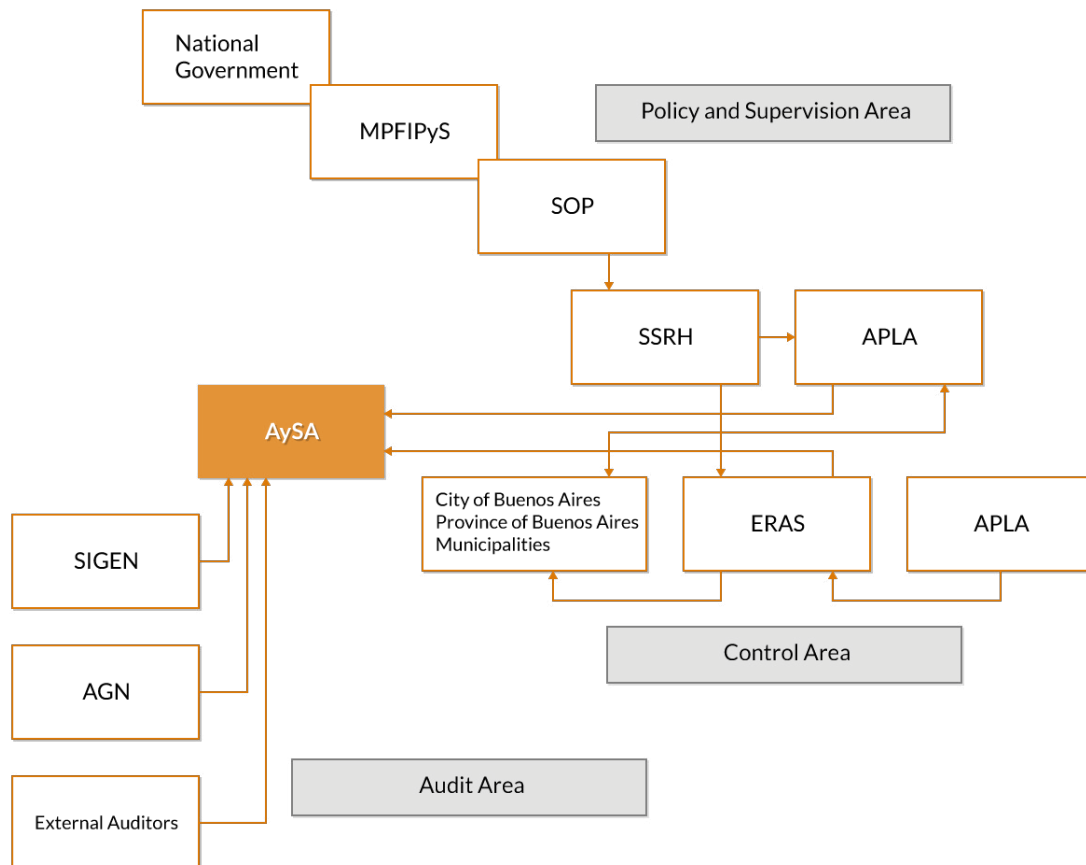 National
Government
MPFIPyS
Policy and Supervision Area
SOP
SSRH
APLA
AySA
City of Buenos Aires
Province of Buenos Aires
Municipalities
ERAS
APLA
SIGEN
Control Area
AGN
Audit Area
External Auditors